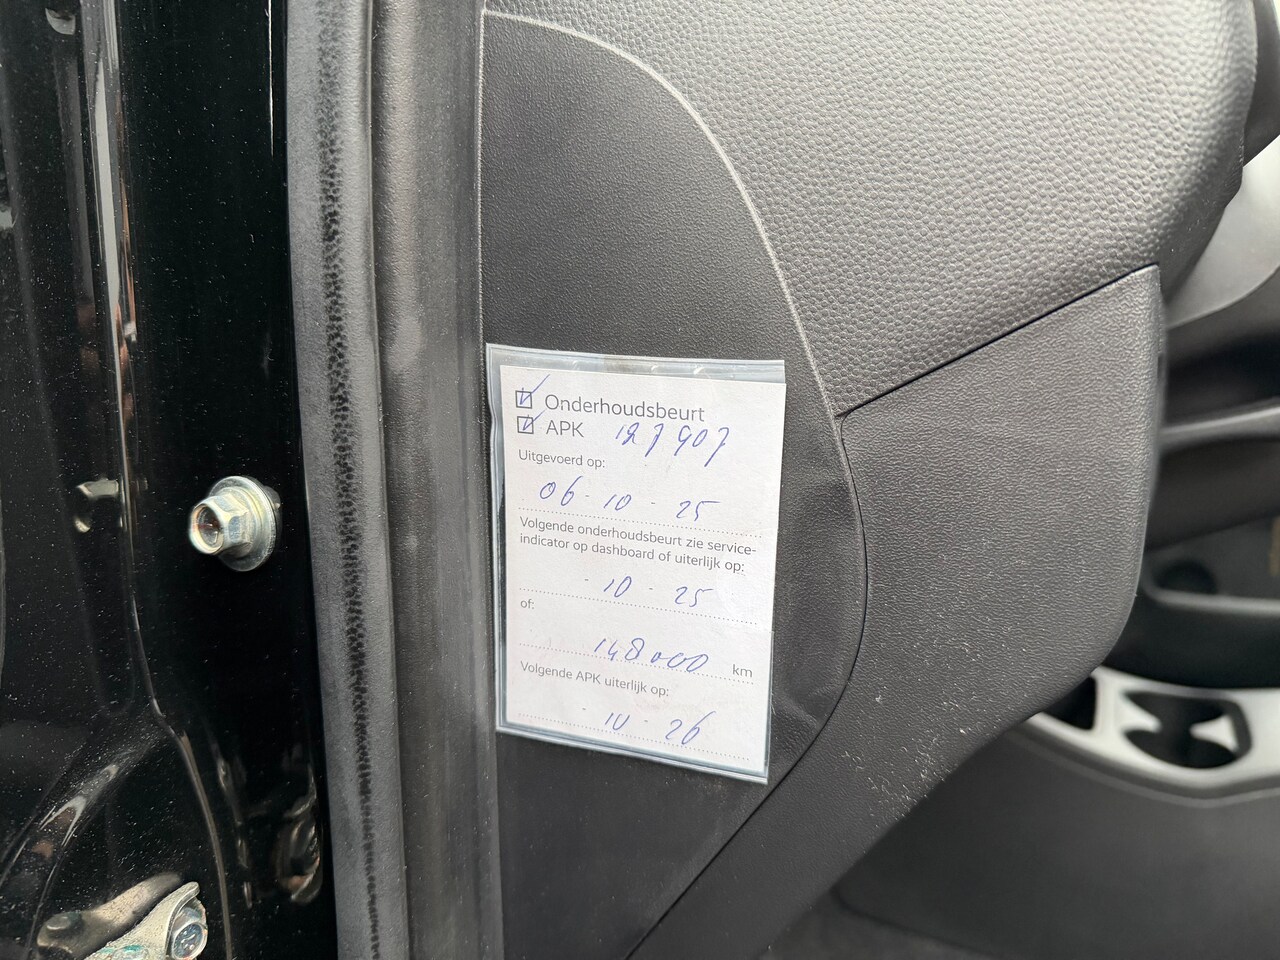 Onderhoudsbeurt
APK 127907
Uitgevoerd op:
06-10-25
Volgende onderhoudsbeurt zie service-
indicator op dashboard of uiterlijk op:
-10-25
of:
148000 km
Volgende APK uiterlijk op:
-10-26